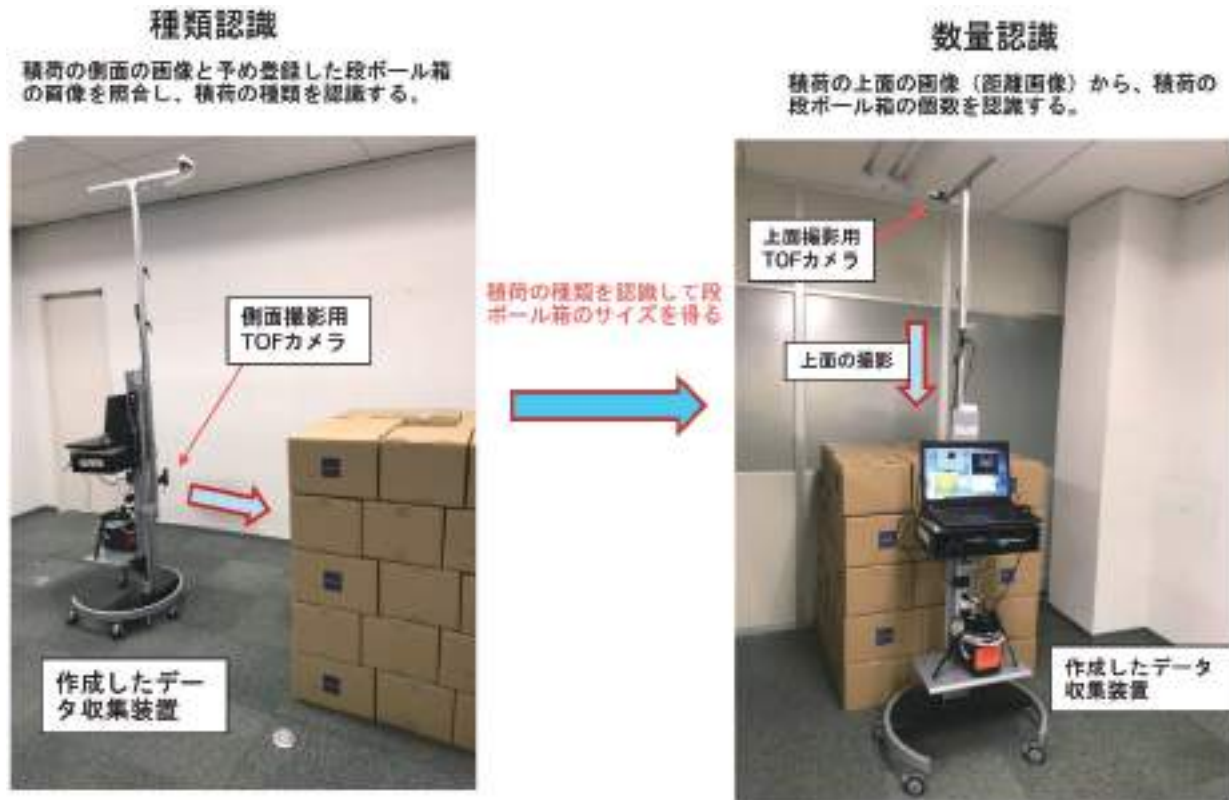 種類認識
積荷の側面の画像と予め登録した段ボール箱
の画像を照合し、積荷の種類を認識する。
側面撮影用
TOFカメラ
作成したデー
タ収集装置
積荷の種類を認識して段
ボール箱のサイズを得る
数量認識
積荷の上面の画像（距離画像）から、積荷の
段ボール箱の個数を認識する。
上面撮影用
TOFカメラ
上面の撮影
作成したデータ
収集装置